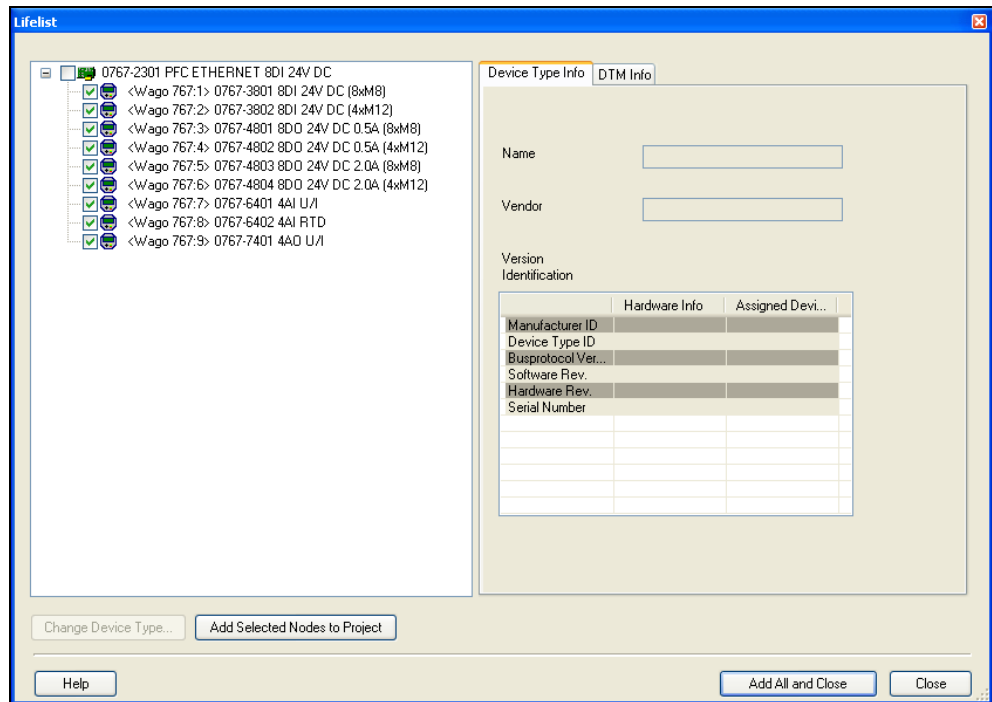 Lifelist
0767-2301 PFC ETHERNET 8DI 24V DC
<Wago 767:1> 0767-3801 8DI 24V DC (8xM8)
<Wago 767:2> 0767-3802 8DI 24V DC (4xM12)
<Wago 767:3> 0767-4801 8DO 24V DC 0.5A (8xM8)
<Wago 767:4> 0767-4802 8DO 24V DC 0.5A (4xM12)
<Wago 767:5> 0767-4803 8DO 24V DC 2.0A (8xM8)
<Wago 767:6> 0767-4804 8DO 24V DC 2.0A (4xM12)
<Wago 767:7> 0767-6401 4AI U/I
<Wago 767:8> 0767-6402 4AI RTD
<Wago 767:9> 0767-7401 4AO U/I
Device Type Info DTM Info
Name
Vendor
Version
Identification
Hardware Info Assigned Devi...
Manufacturer ID
Device Type ID
Busprotocol Ver...
Software Rev.
Hardware Rev.
Serial Number
Change Device Type... Add Selected Nodes to Project
Help Add All and Close Close